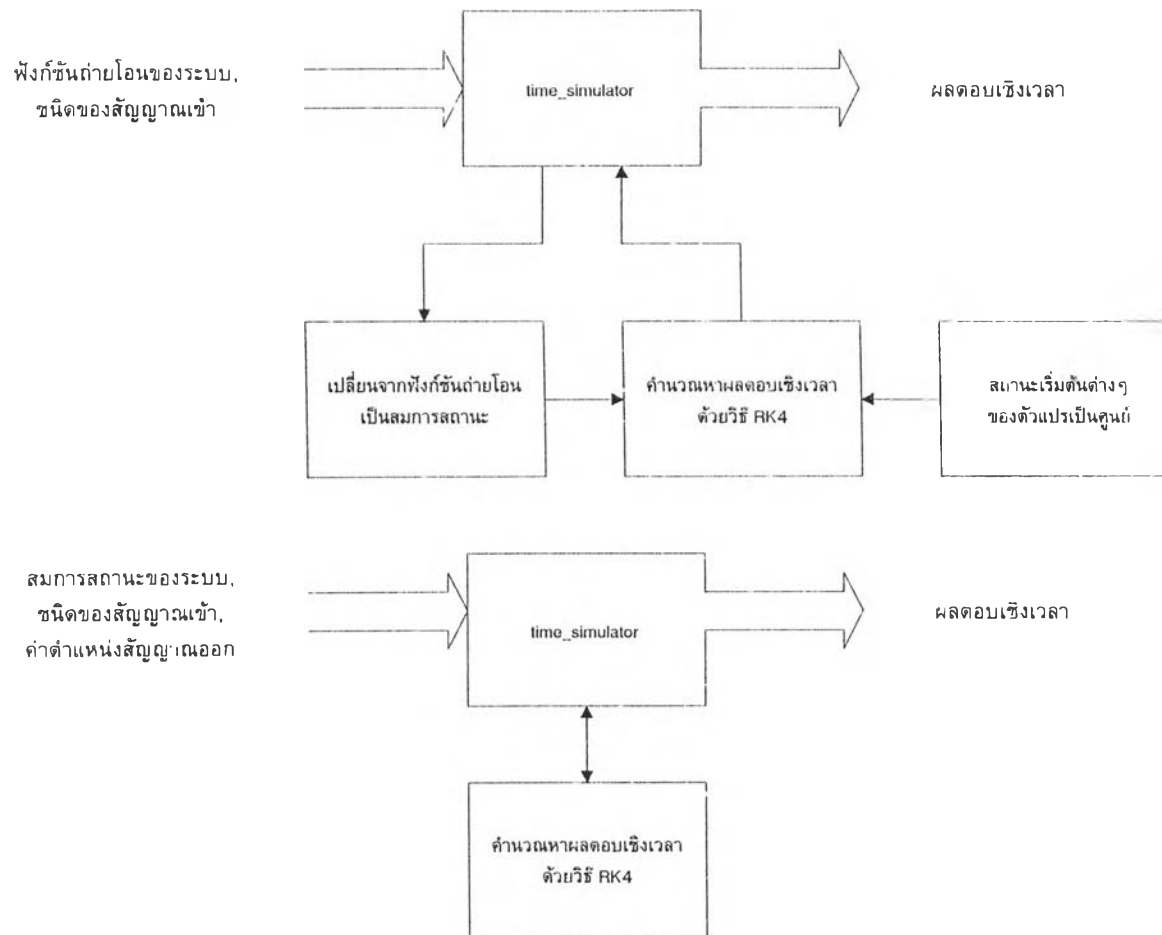 ฟังก์ชันถ่ายโอนของระบบ,
ชนิดของสัญญาณเข้า
time_simulator
ผลตอบเชิงเวลา
เปลี่ยนจากฟังก์ชันถ่ายโอน
เป็นสมการสถานะ
คำนวณหาผลตอบเชิงเวลา
ด้วยวิธี RK4
สถานะเริ่มต้นต่างๆ
ของตัวแปรเป็นศูนย์
สมการสถานะของระบบ,
ชนิดของสัญญาณเข้า,
ค่าตำแหน่งสัญญาณออก
time_simulator
ผลตอบเชิงเวลา
คำนวณหาผลตอบเชิงเวลา
ด้วยวิธี RK4